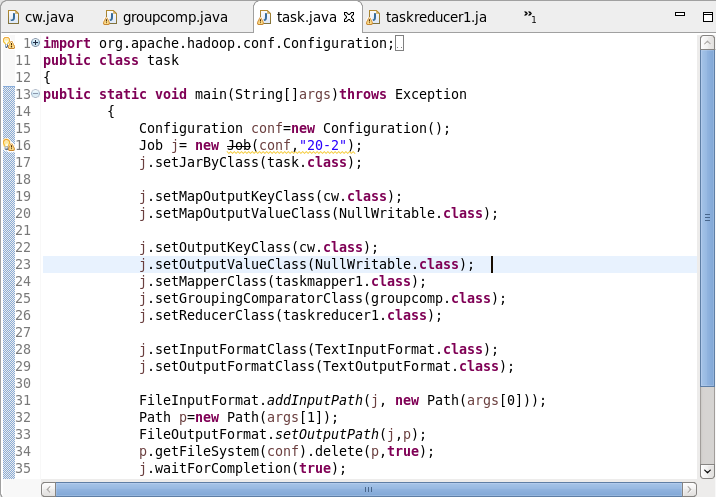 cw.java groupcomp.java task.java taskreducer1.ja »1
1 import org.apache.hadoop.conf.Configuration;
11 public class task
12 {
13 public static void main(String[]args)throws Exception
14 {
15 Configuration conf=new Configuration();
16 Job j= new Job(conf,"20-2");
17 j.setJarByClass(task.class);
18
19 j.setMapOutputKeyClass(cw.class);
20 j.setMapOutputValueClass(NullWritable.class);
21
22 j.setOutputKeyClass(cw.class);
23 j.setOutputValueClass(NullWritable.class);
24 j.setMapperClass(taskmapper1.class);
25 j.setGroupingComparatorClass(groupcomp.class);
26 j.setReducerClass(taskreducer1.class);
27
28 j.setInputFormatClass(TextInputFormat.class);
29 j.setOutputFormatClass(TextOutputFormat.class);
30
31 FileInputFormat.addInputPath(j, new Path(args[0]));
32 Path p=new Path(args[1]);
33 FileOutputFormat.setOutputPath(j,p);
34 p.getFileSystem(conf).delete(p,true);
35 j.waitForCompletion(true);